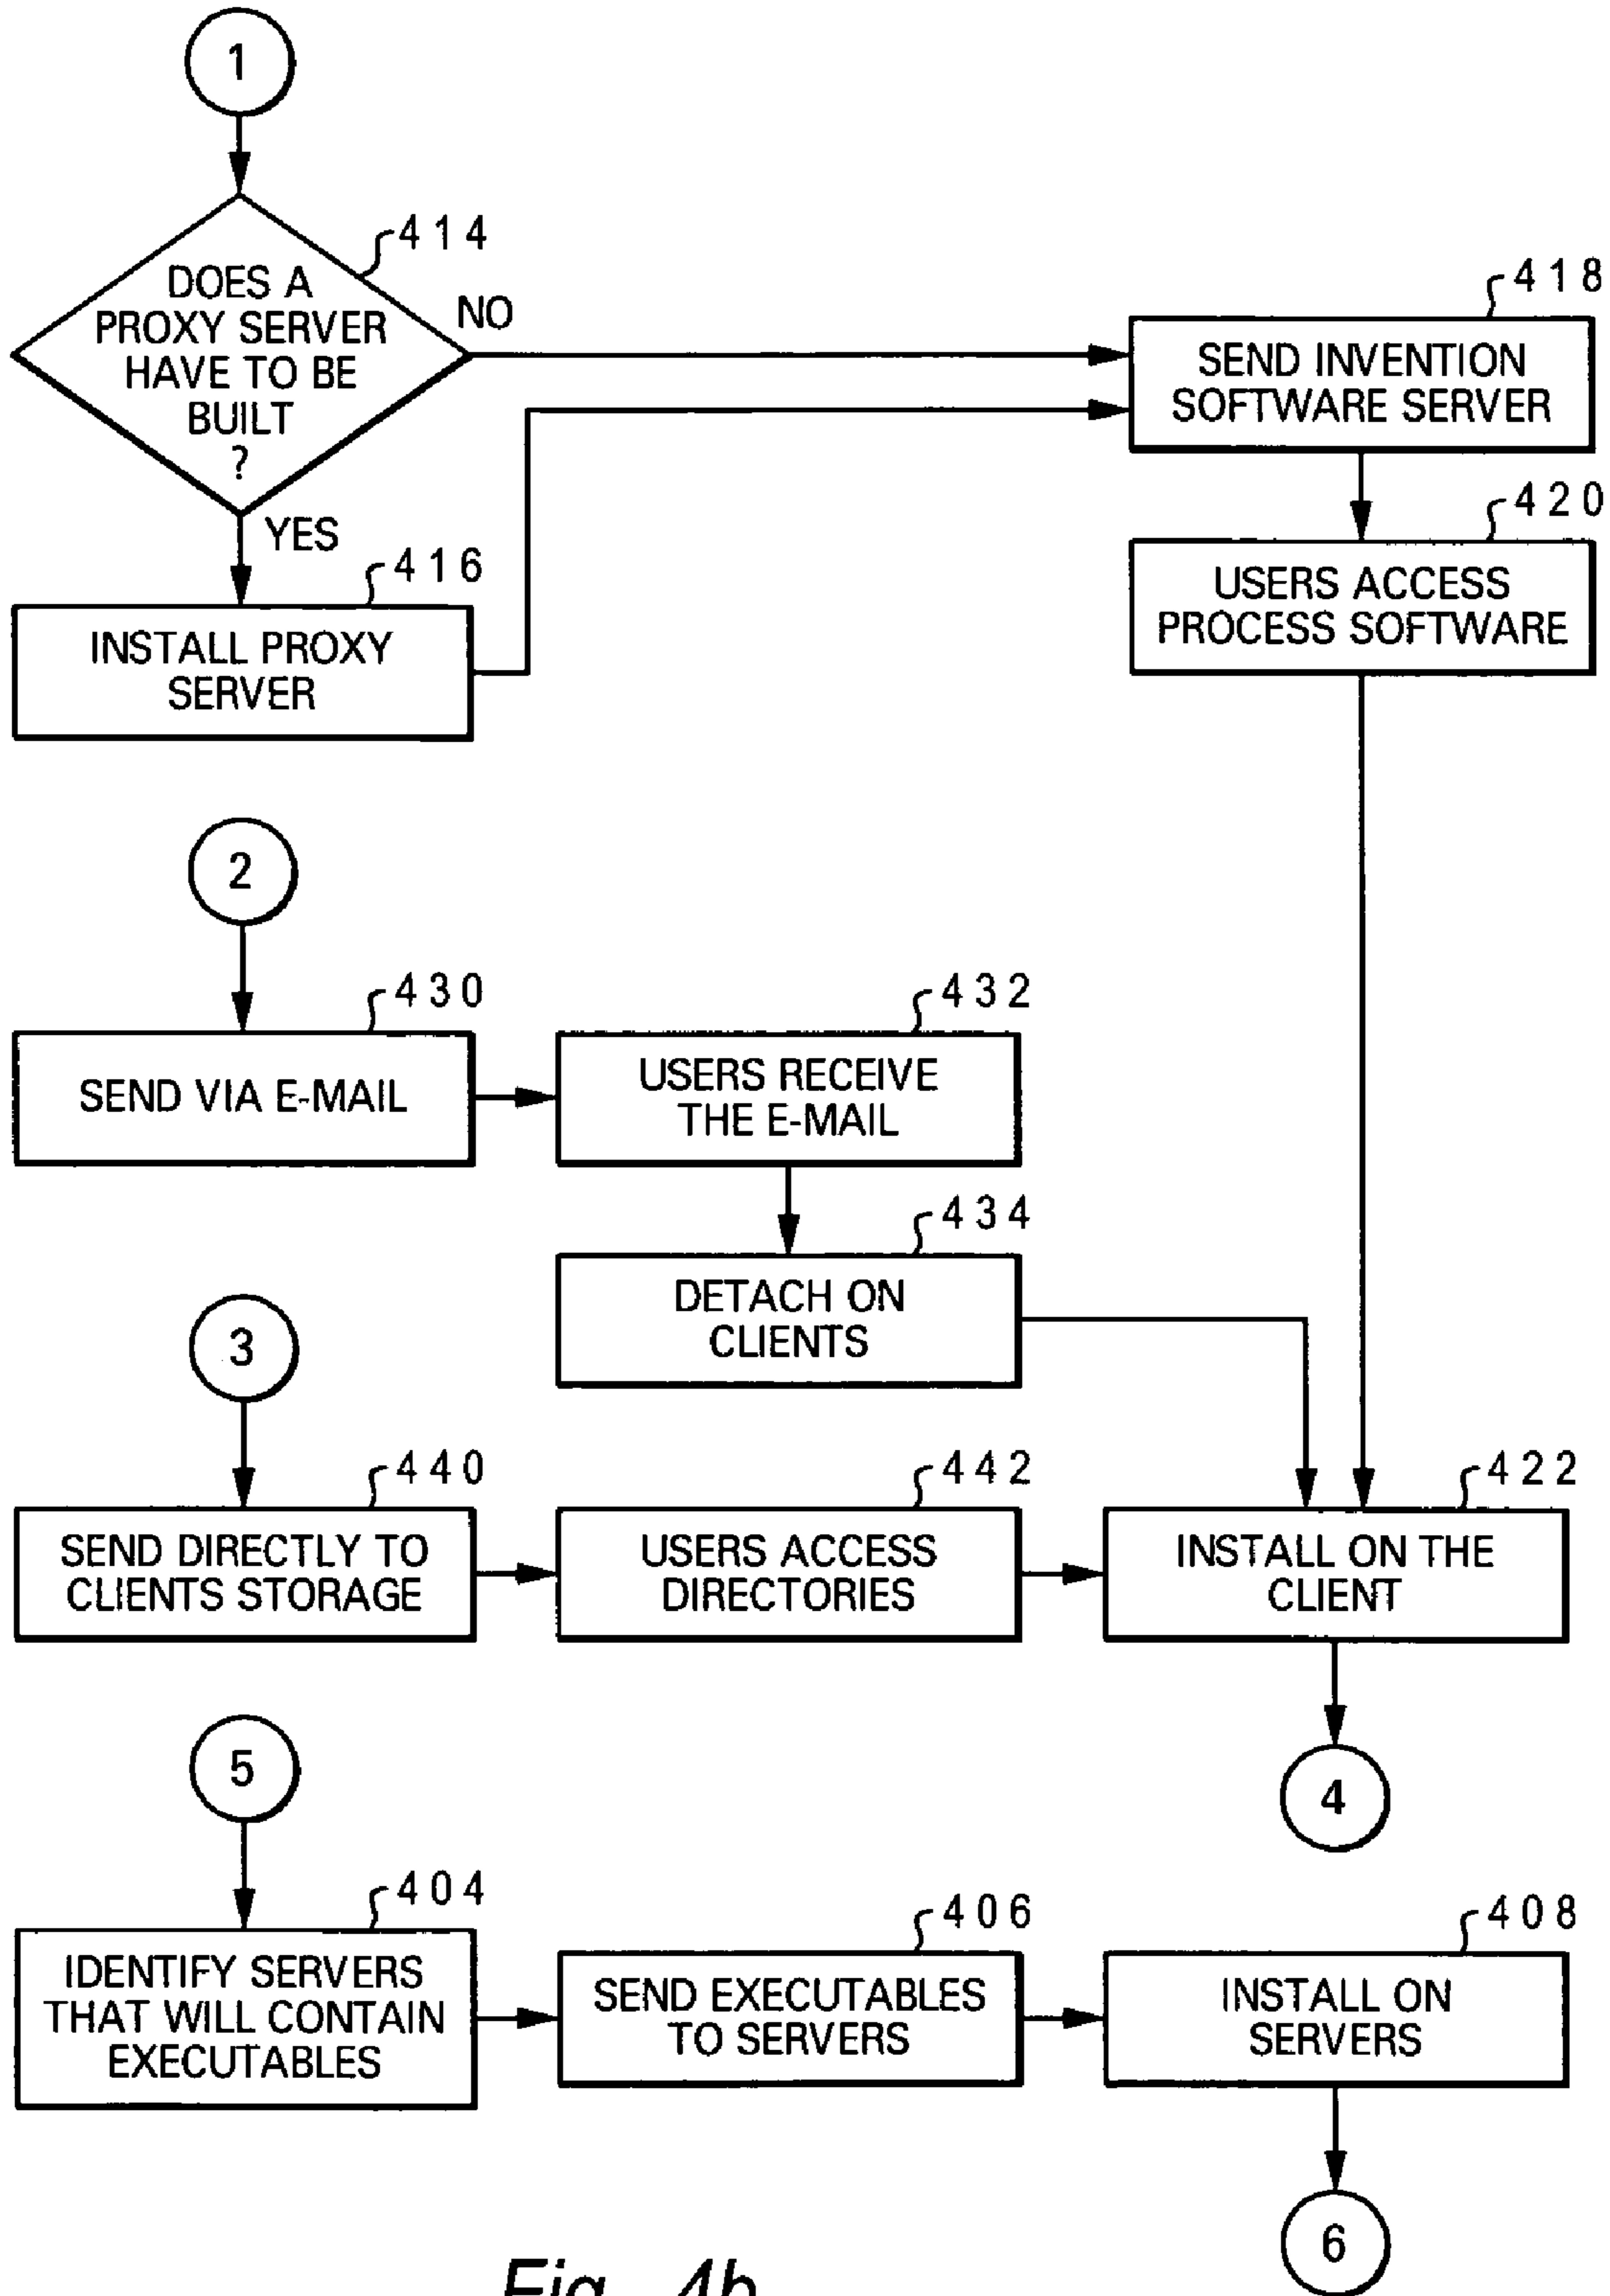 1
414
DOES A
PROXY SERVER
HAVE TO BE
BUILT
?
NO
YES
418
SEND INVENTION
SOFTWARE SERVER
420
USERS ACCESS
PROCESS SOFTWARE
416
INSTALL PROXY
SERVER
2
430
SEND VIA E-MAIL
432
USERS RECEIVE
THE E-MAIL
434
DETACH ON
CLIENTS
3
440
SEND DIRECTLY TO
CLIENTS STORAGE
442
USERS ACCESS
DIRECTORIES
422
INSTALL ON THE
CLIENT
4
5
404
IDENTIFY SERVERS
THAT WILL CONTAIN
EXECUTABLES
406
SEND EXECUTABLES
TO SERVERS
408
INSTALL ON
SERVERS
6
Fig. 4b